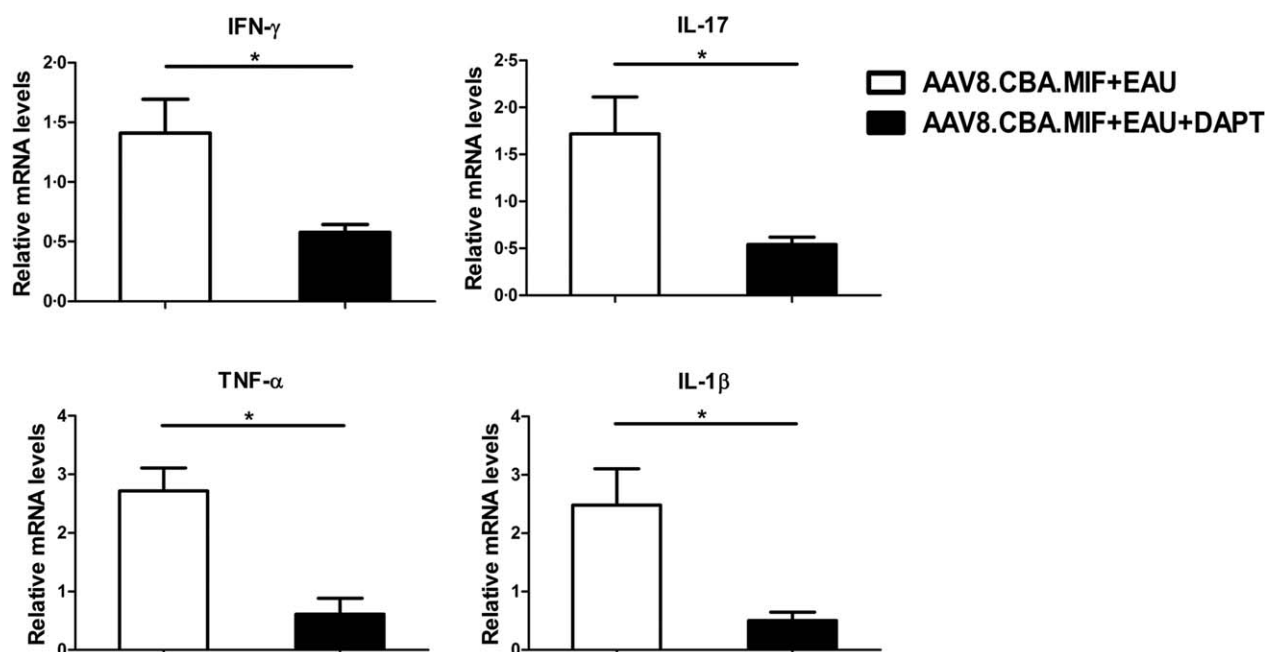 IFN-γ
*
Relative mRNA levels
2·0
1·5
1·0
0·5
0·0
IL-17
*
Relative mRNA levels
2·5
2·0
1·5
1·0
0·5
0·0
AAV8.CBA.MIF+EAU
AAV8.CBA.MIF+EAU+DAPT
TNF-α
*
Relative mRNA levels
4
3
2
1
0
IL-1β
*
Relative mRNA levels
4
3
2
1
0